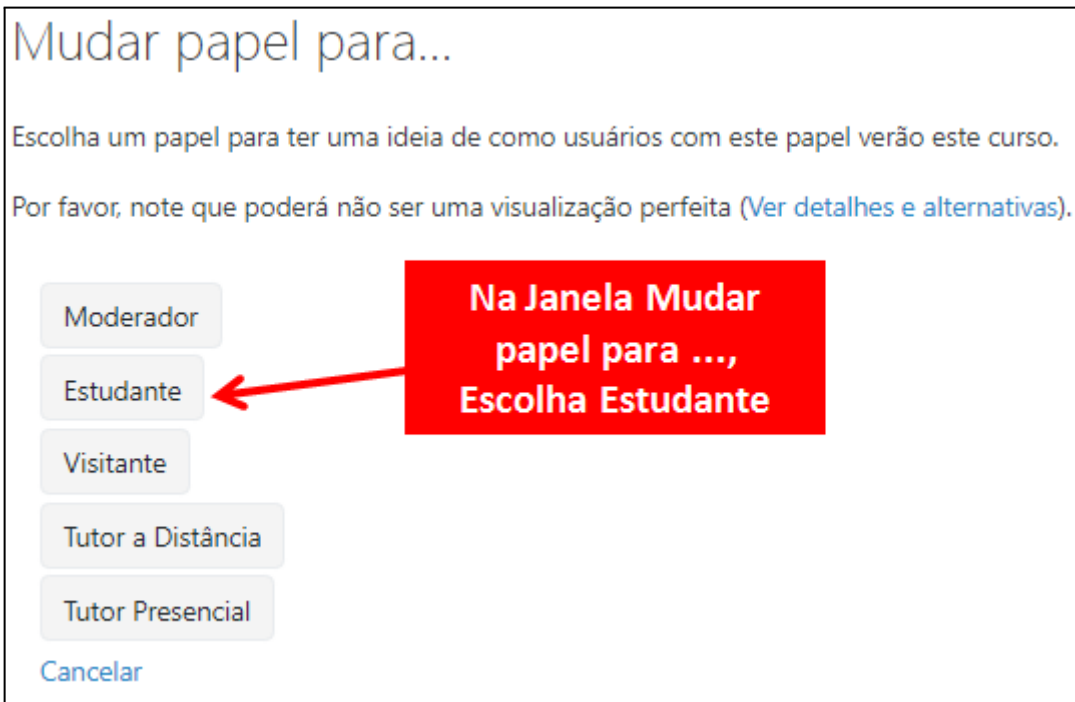 Mudar papel para...
Escolha um papel para ter uma ideia de como usuários com este papel verão este curso.
Por favor, note que poderá não ser uma visualização perfeita (Ver detalhes e alternativas).
Moderador
Estudante
Visitante
Tutor a Distância
Tutor Presencial
Cancelar
Na Janela Mudar
papel para ...,
Escolha Estudante